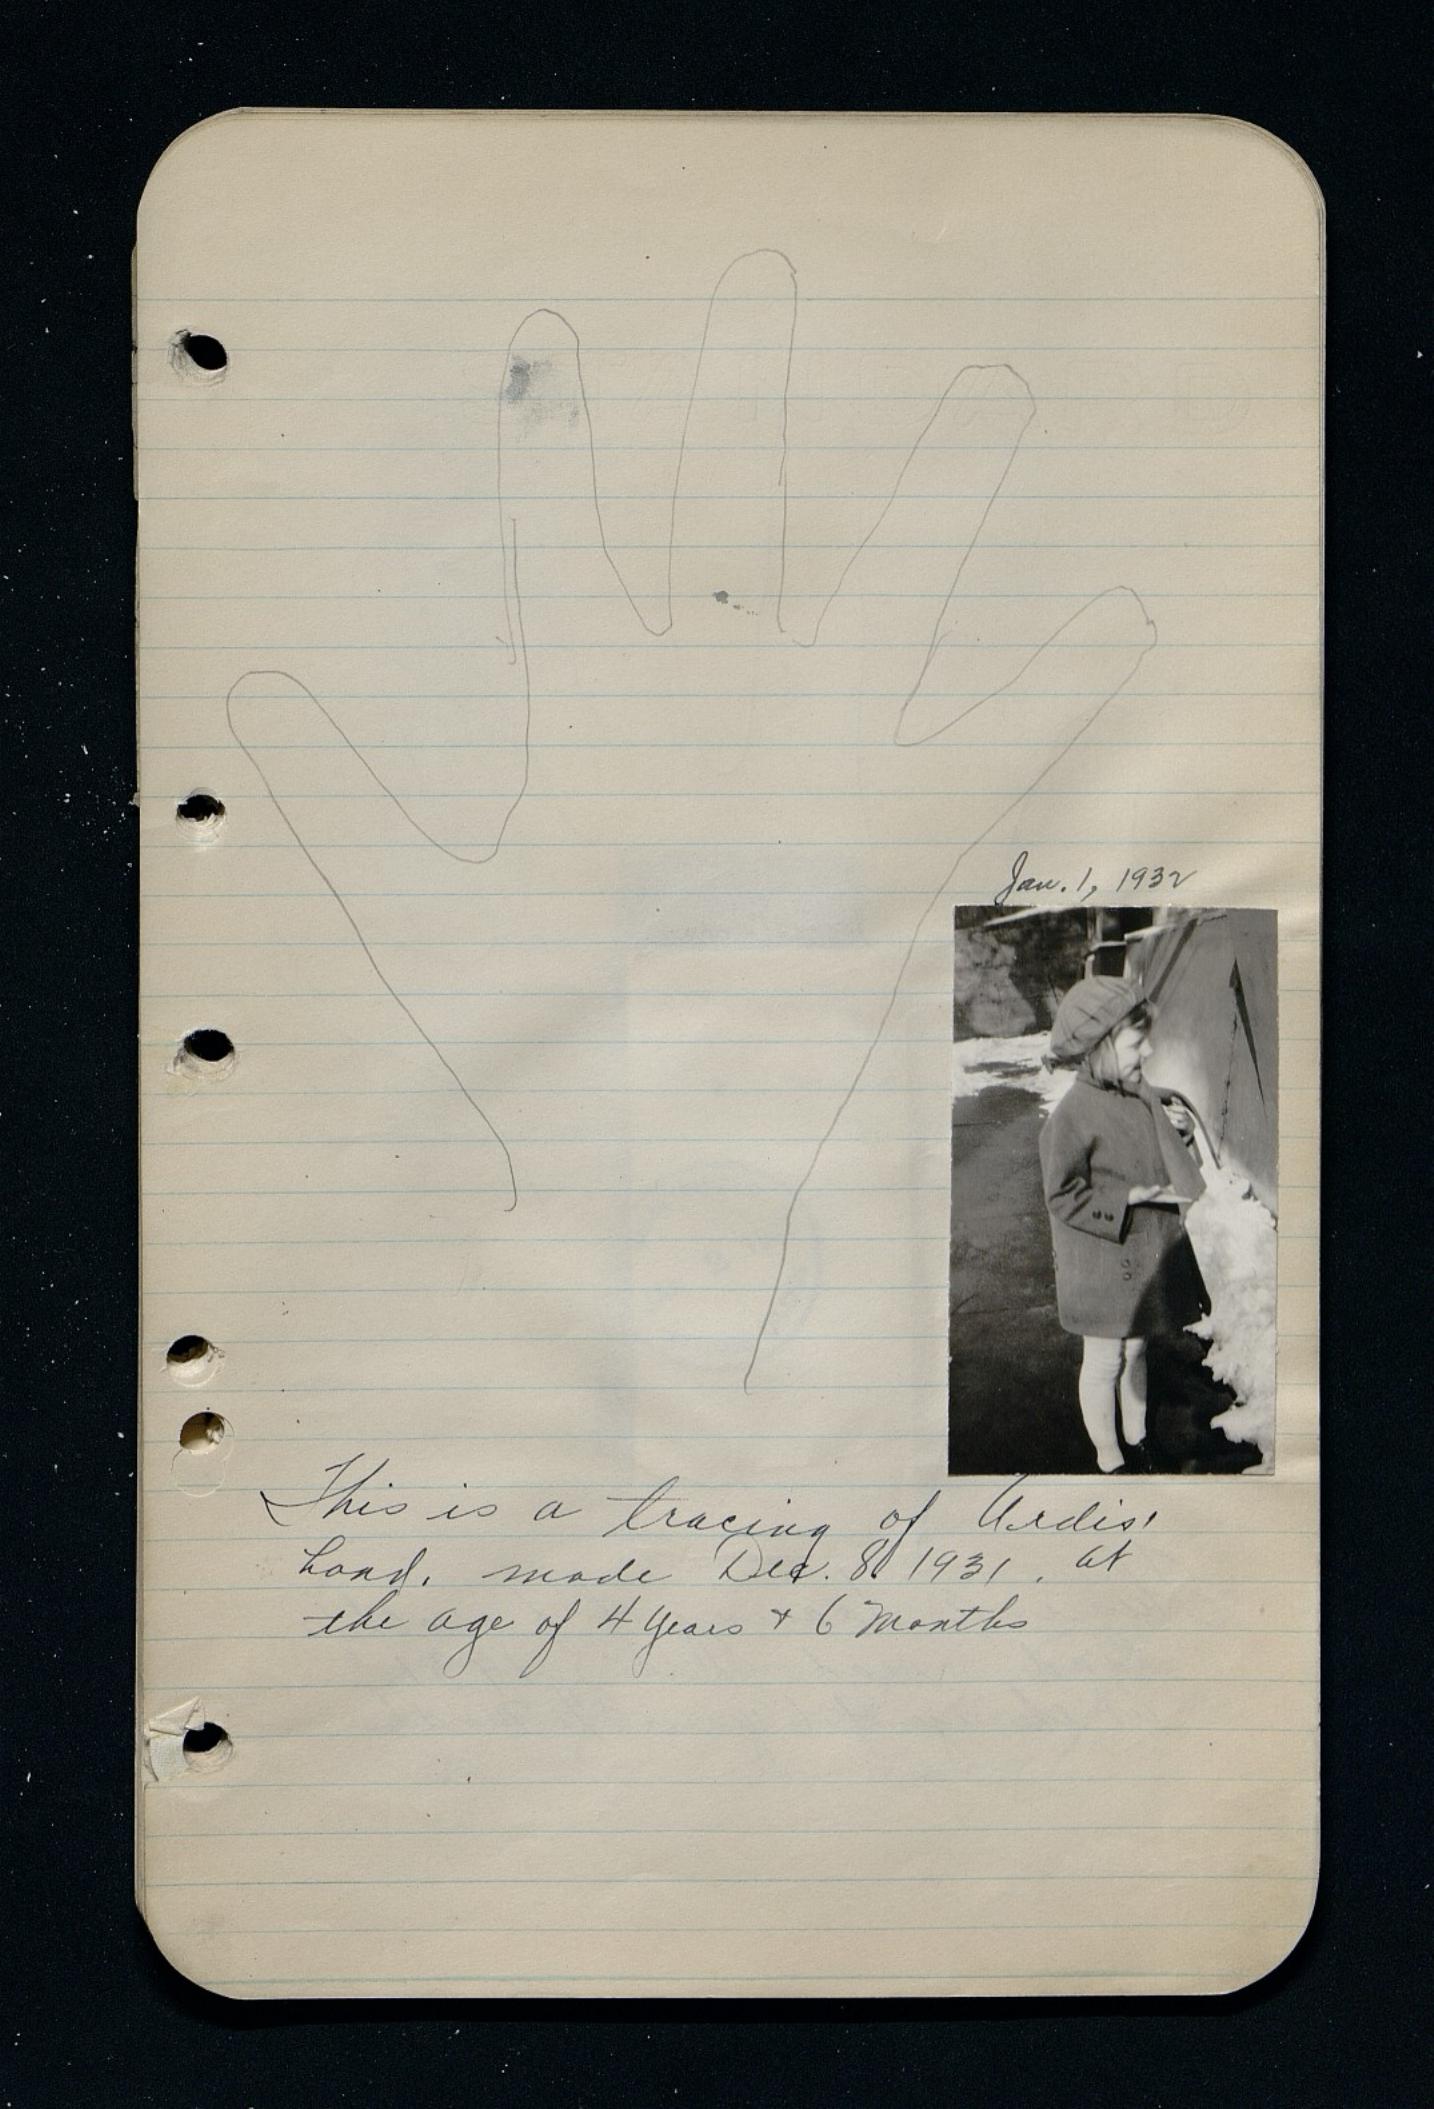 Jan. 1, 1932
This is a tracing of Ardis'
hand, made Dec. 8, 1931, at
the age of 4 years + 6 months